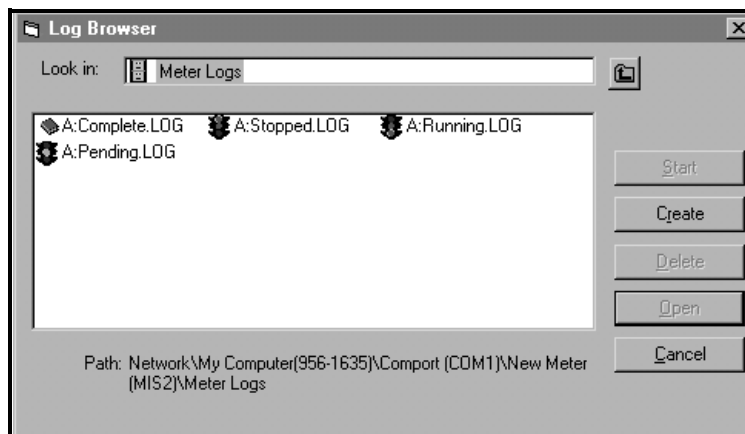 Log Browser
Look in: Meter Logs
A:Complete.LOG A:Stopped.LOG A:Running.LOG
A:Pending.LOG
Start
Create
Delete
Open
Cancel
Path: Network\My Computer(956-1635)\Comport (COM1)\New Meter
(MIS2)\Meter Logs